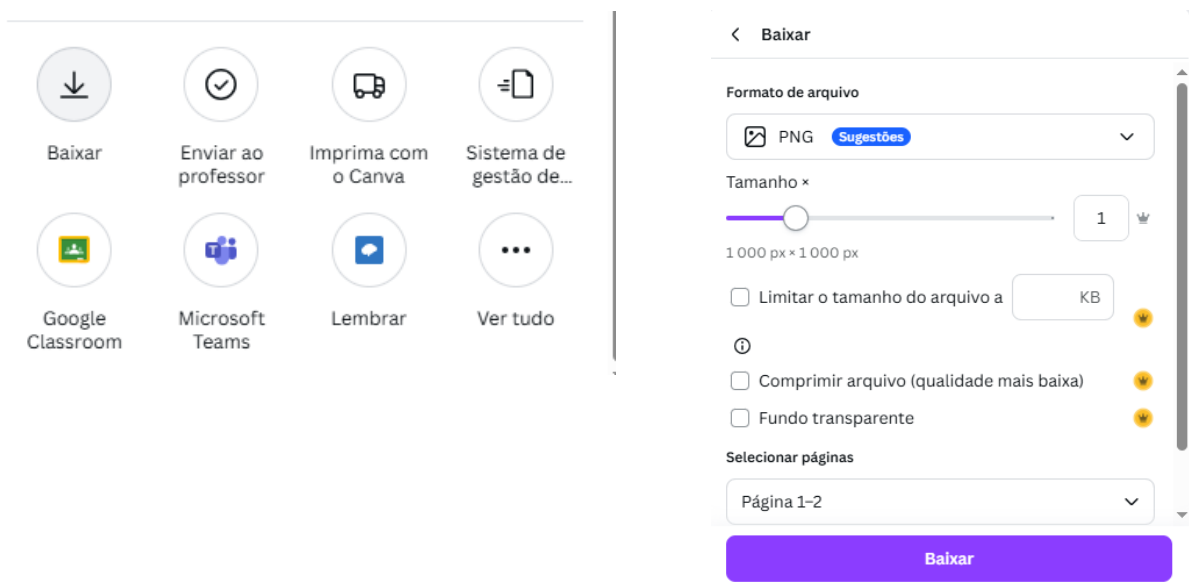 Baixar
Enviar ao
professor
Imprima com
o Canva
Sistema de
gestão de...
Google
Classroom
Microsoft
Teams
Lembrar
Ver tudo
Baixar
Formato de arquivo
PNG Sugestões
Tamanho ×
1
1 000 px × 1 000 px
Limitar o tamanho do arquivo a KB
Comprimir arquivo (qualidade mais baixa)
Fundo transparente
Selecionar páginas
Página 1–2
Baixar